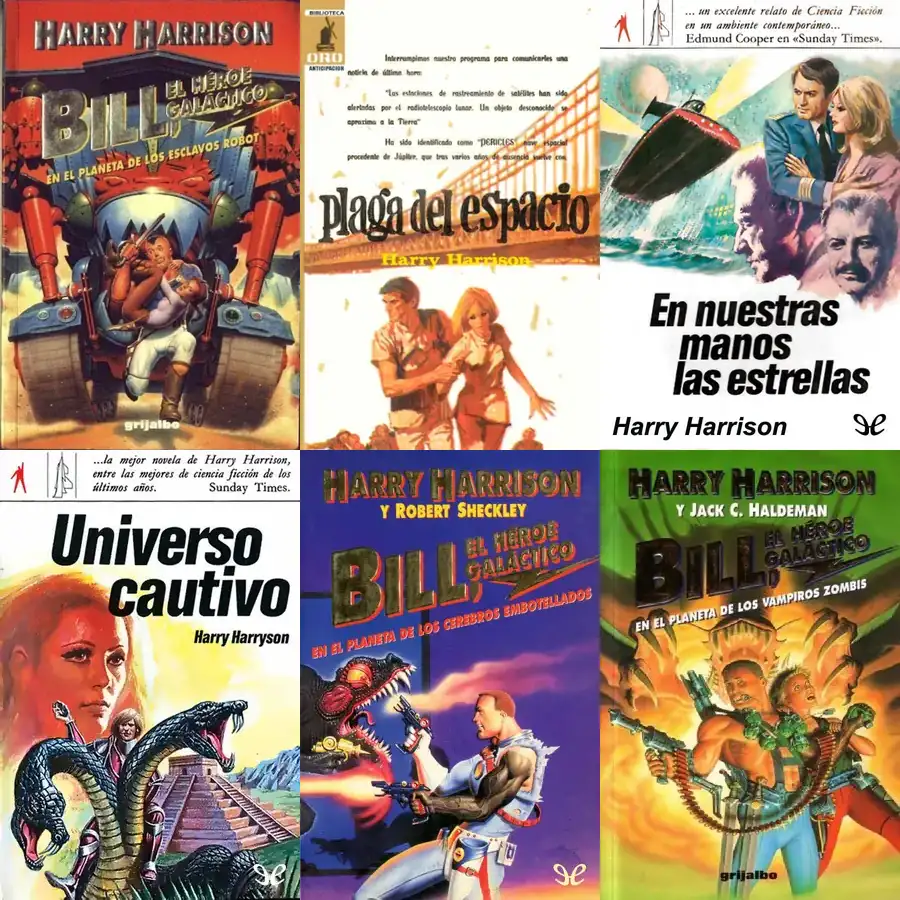 HARRY HARRISON
BILL,
EL HÉROE
GALÁCTICO
EN EL PLANETA DE LOS ESCLAVOS ROBOT
grijalbo
BIBLIOTECA
ORO
ANTICIPACION
Interrumpimos nuestro programa para comunicarles una
noticia de última hora:
"Las estaciones de rastreamiento de satélites han sido
alertadas por el radiotelescopio lunar. Un objeto desconocido se
aproxima a la Tierra"
Ha sido identificado como "PERICLES" nave espacial
procedente de Júpiter, que tras varios años de ausencia vuelve con.
plaga del espacio
Harry Harrison
... un excelente relato de Ciencia Ficción
en un ambiente contemporáneo...
Edmund Cooper en «Sunday Times».
En nuestras
manos
las estrellas
Harry Harrison
...la mejor novela de Harry Harrison,
entre las mejores de ciencia ficción de los
últimos años. Sunday Times.
Universo
cautivo
Harry Harryson
HARRY HARRISON
Y ROBERT SHECKLEY
BILL,
EL HÉROE
GALÁCTICO
EN EL PLANETA DE LOS CEREBROS EMBOTELLADOS
HARRY HARRISON
Y JACK C. HALDEMAN
BILL,
EL HÉROE
GALÁCTICO
EN EL PLANETA DE LOS VAMPIROS ZOMBIS
grijalbo